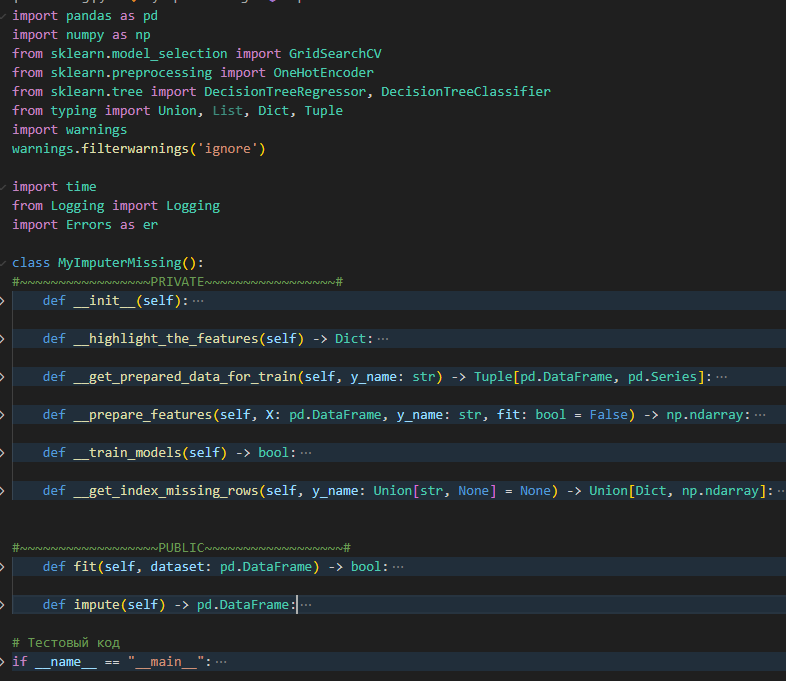 import pandas as pd
import numpy as np
from sklearn.model_selection import GridSearchCV
from sklearn.preprocessing import OneHotEncoder
from sklearn.tree import DecisionTreeRegressor, DecisionTreeClassifier
from typing import Union, List, Dict, Tuple
import warnings
warnings.filterwarnings('ignore')
import time
from Logging import Logging
import Errors as er
class MyImputerMissing():
#~~~~~~~~~~~~~~~~~PRIVATE~~~~~~~~~~~~~~~~~#
def __init__(self):···
def __highlight_the_features(self) -> Dict:···
def __get_prepared_data_for_train(self, y_name: str) -> Tuple[pd.DataFrame, pd.Series]:···
def __prepare_features(self, X: pd.DataFrame, y_name: str, fit: bool = False) -> np.ndarray:···
def __train_models(self) -> bool:···
def __get_index_missing_rows(self, y_name: Union[str, None] = None) -> Union[Dict, np.ndarray]:··
#~~~~~~~~~~~~~~~~~~PUBLIC~~~~~~~~~~~~~~~~~~#
def fit(self, dataset: pd.DataFrame) -> bool:···
def impute(self) -> pd.DataFrame:···
# Тестовый код
if __name__ == "__main__":···